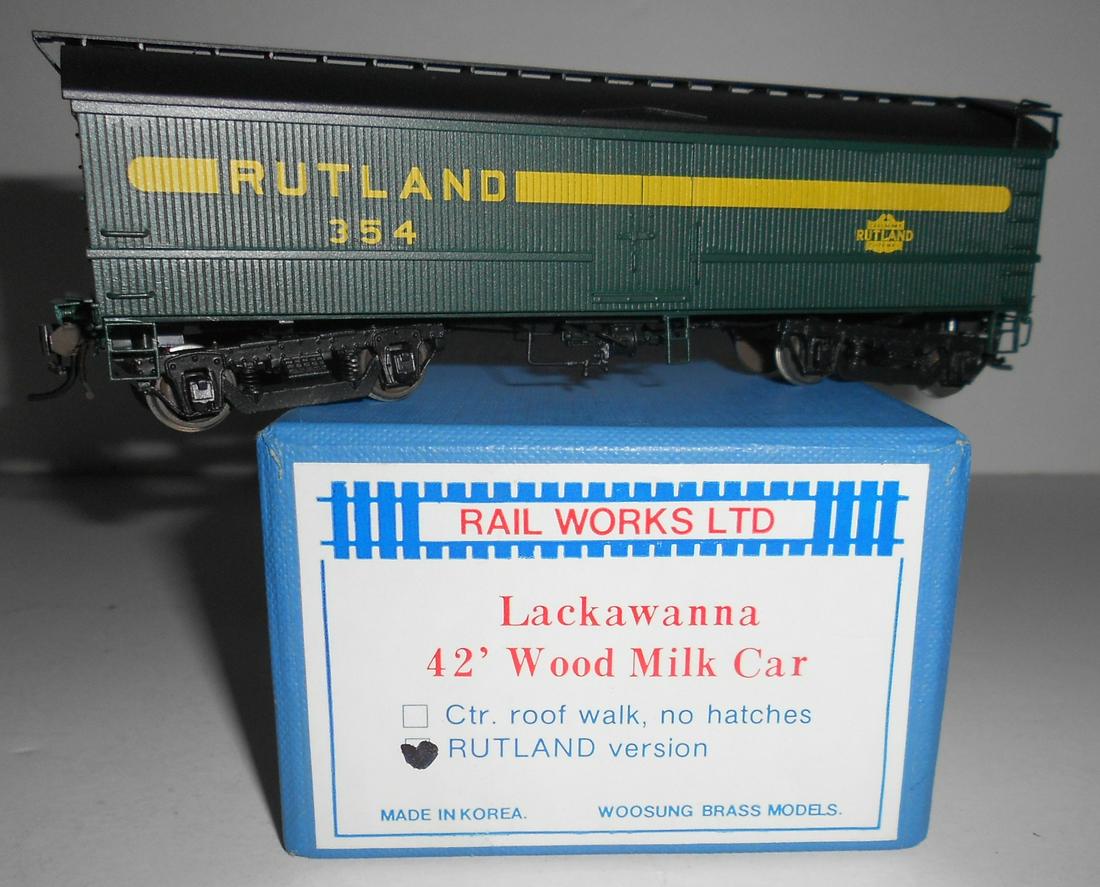 RUTLAND
354
RUTLAND
RAIL WORKS LTD
Lackawanna
42' Wood Milk Car
Ctr. roof walk, no hatches
RUTLAND version
MADE IN KOREA. WOOSUNG BRASS MODELS.